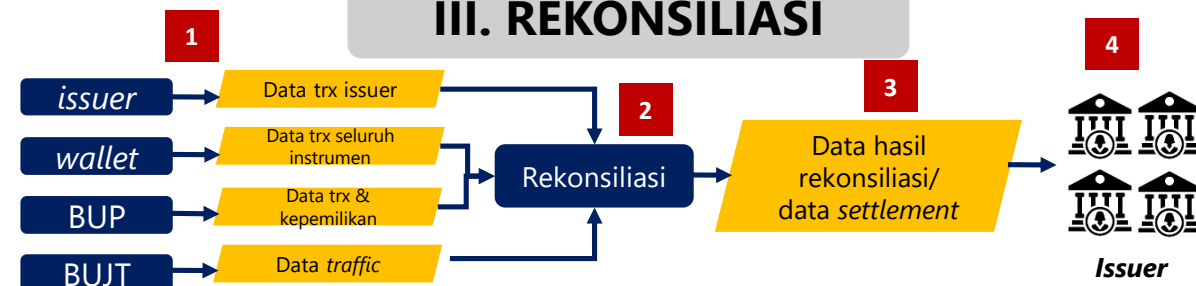 III. REKONSILIASI
1
4
3
2
issuer
Data trx issuer
wallet
Data trx seluruh
instrumen
BUP
Data trx &
kepemilikan
BUJT
Data traffic
Rekonsiliasi
Data hasil
rekonsiliasi/
data settlement
Issuer